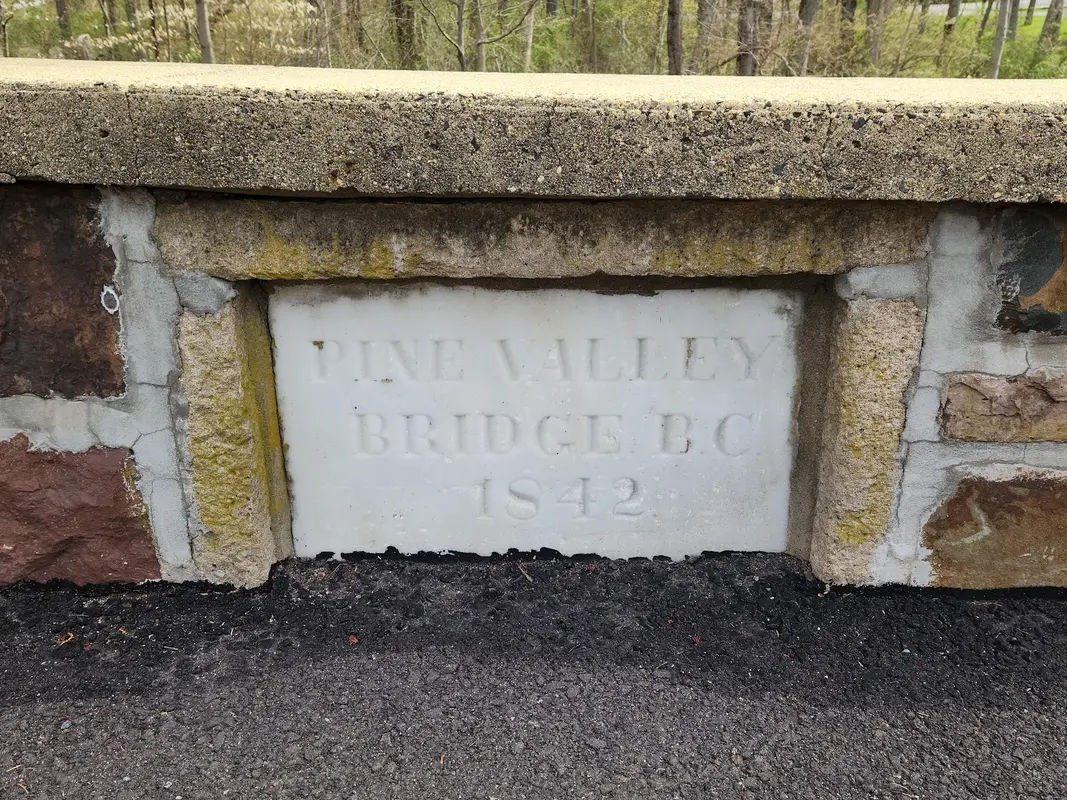 PINE VALLEY
BRIDGE B.C
1842